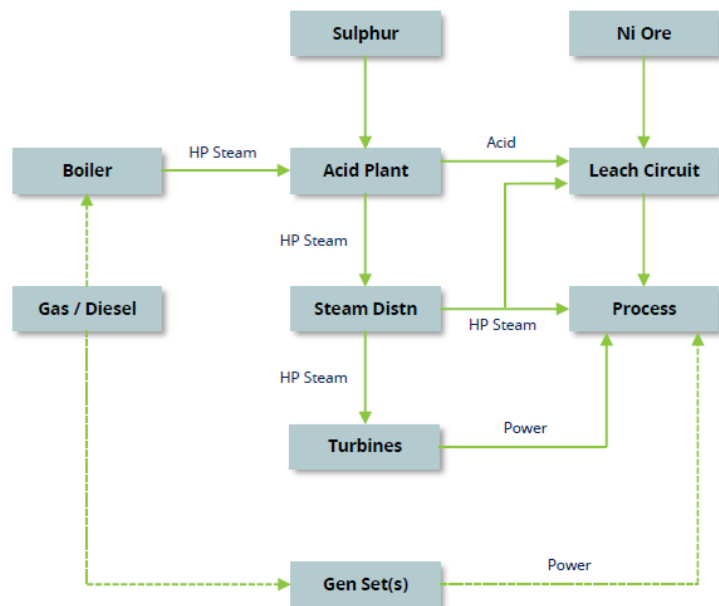 Sulphur
Ni Ore
HP Steam
Acid
Boiler
Acid Plant
Leach Circuit
HP Steam
Gas / Diesel
Steam Distn
Process
HP Steam
HP Steam
Turbines
Power
Power
Gen Set(s)